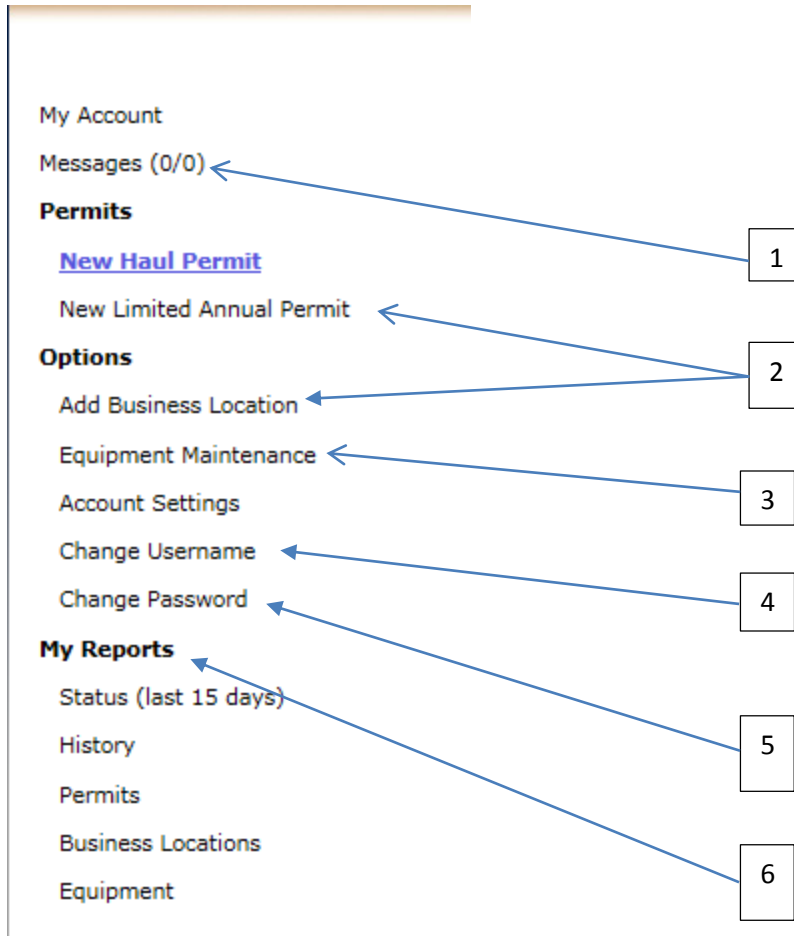 My Account
Messages (0/0)
Permits
1
New Haul Permit
New Limited Annual Permit
Options
2
Add Business Location
Equipment Maintenance
3
Account Settings
Change Username
4
Change Password
My Reports
Status (last 15 days)
5
History
Permits
Business Locations
6
Equipment